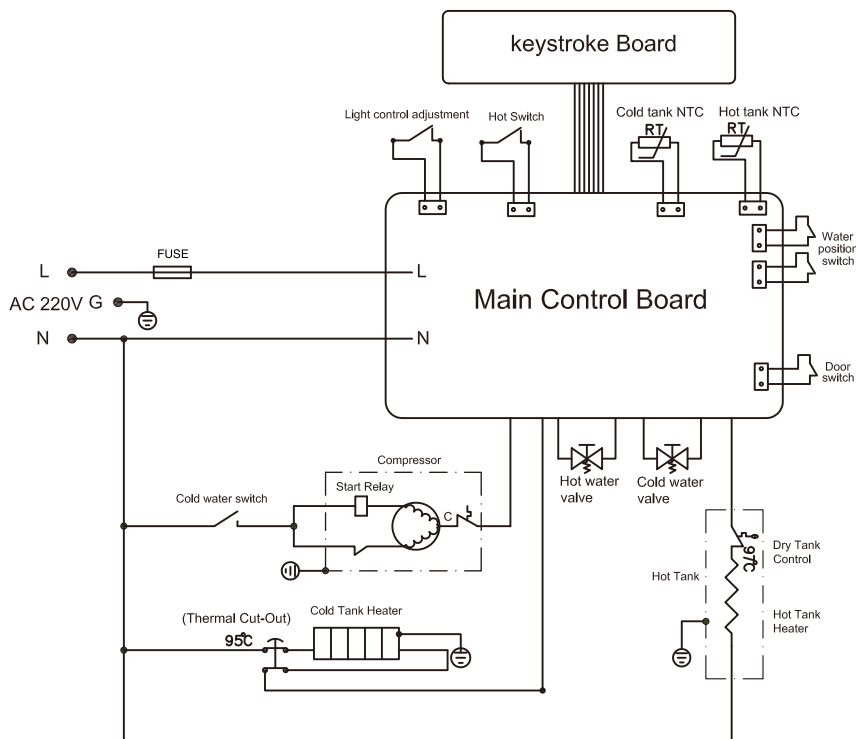 keystroke Board
Light control adjustment
Hot Switch
Cold tank NTC
Hot tank NTC
RT
RT
Water
position
switch
FUSE
L
L
AC 220V G
Main Control Board
N
N
Door
switch
Compressor
Hot water
valve
Cold water
valve
Start Relay
Cold water switch
C
Dry Tank
Control
97℃
Hot Tank
(Thermal Cut-Out)
Cold Tank Heater
95℃
Hot Tank
Heater